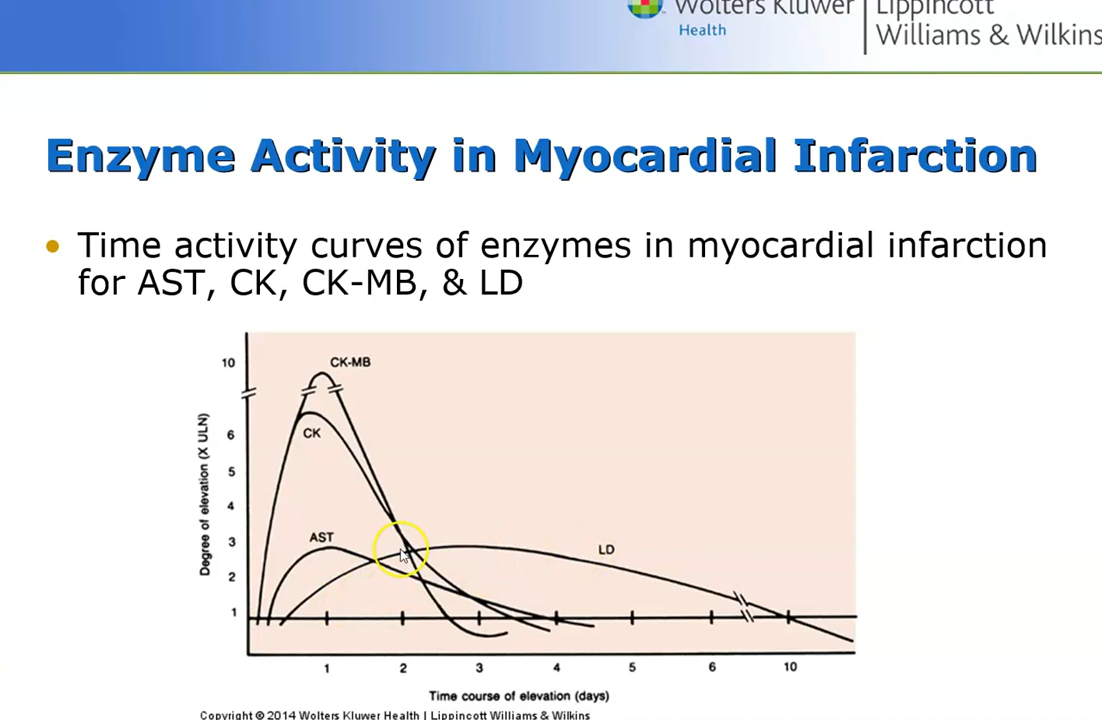 Wolters Kluwer
Health
Lippincott
Williams & Wilkins
Enzyme Activity in Myocardial Infarction
Time activity curves of enzymes in myocardial infarction
for AST, CK, CK-MB, & LD
10
6
5
4
3
2
1
Degree of elevation (X ULN)
CK-MB
CK
AST
LD
1 2 3 4 5 6 10
Time course of elevation (days)
Copyright © 2014 Wolters Kluwer Health | Lippincott Williams & Wilkins